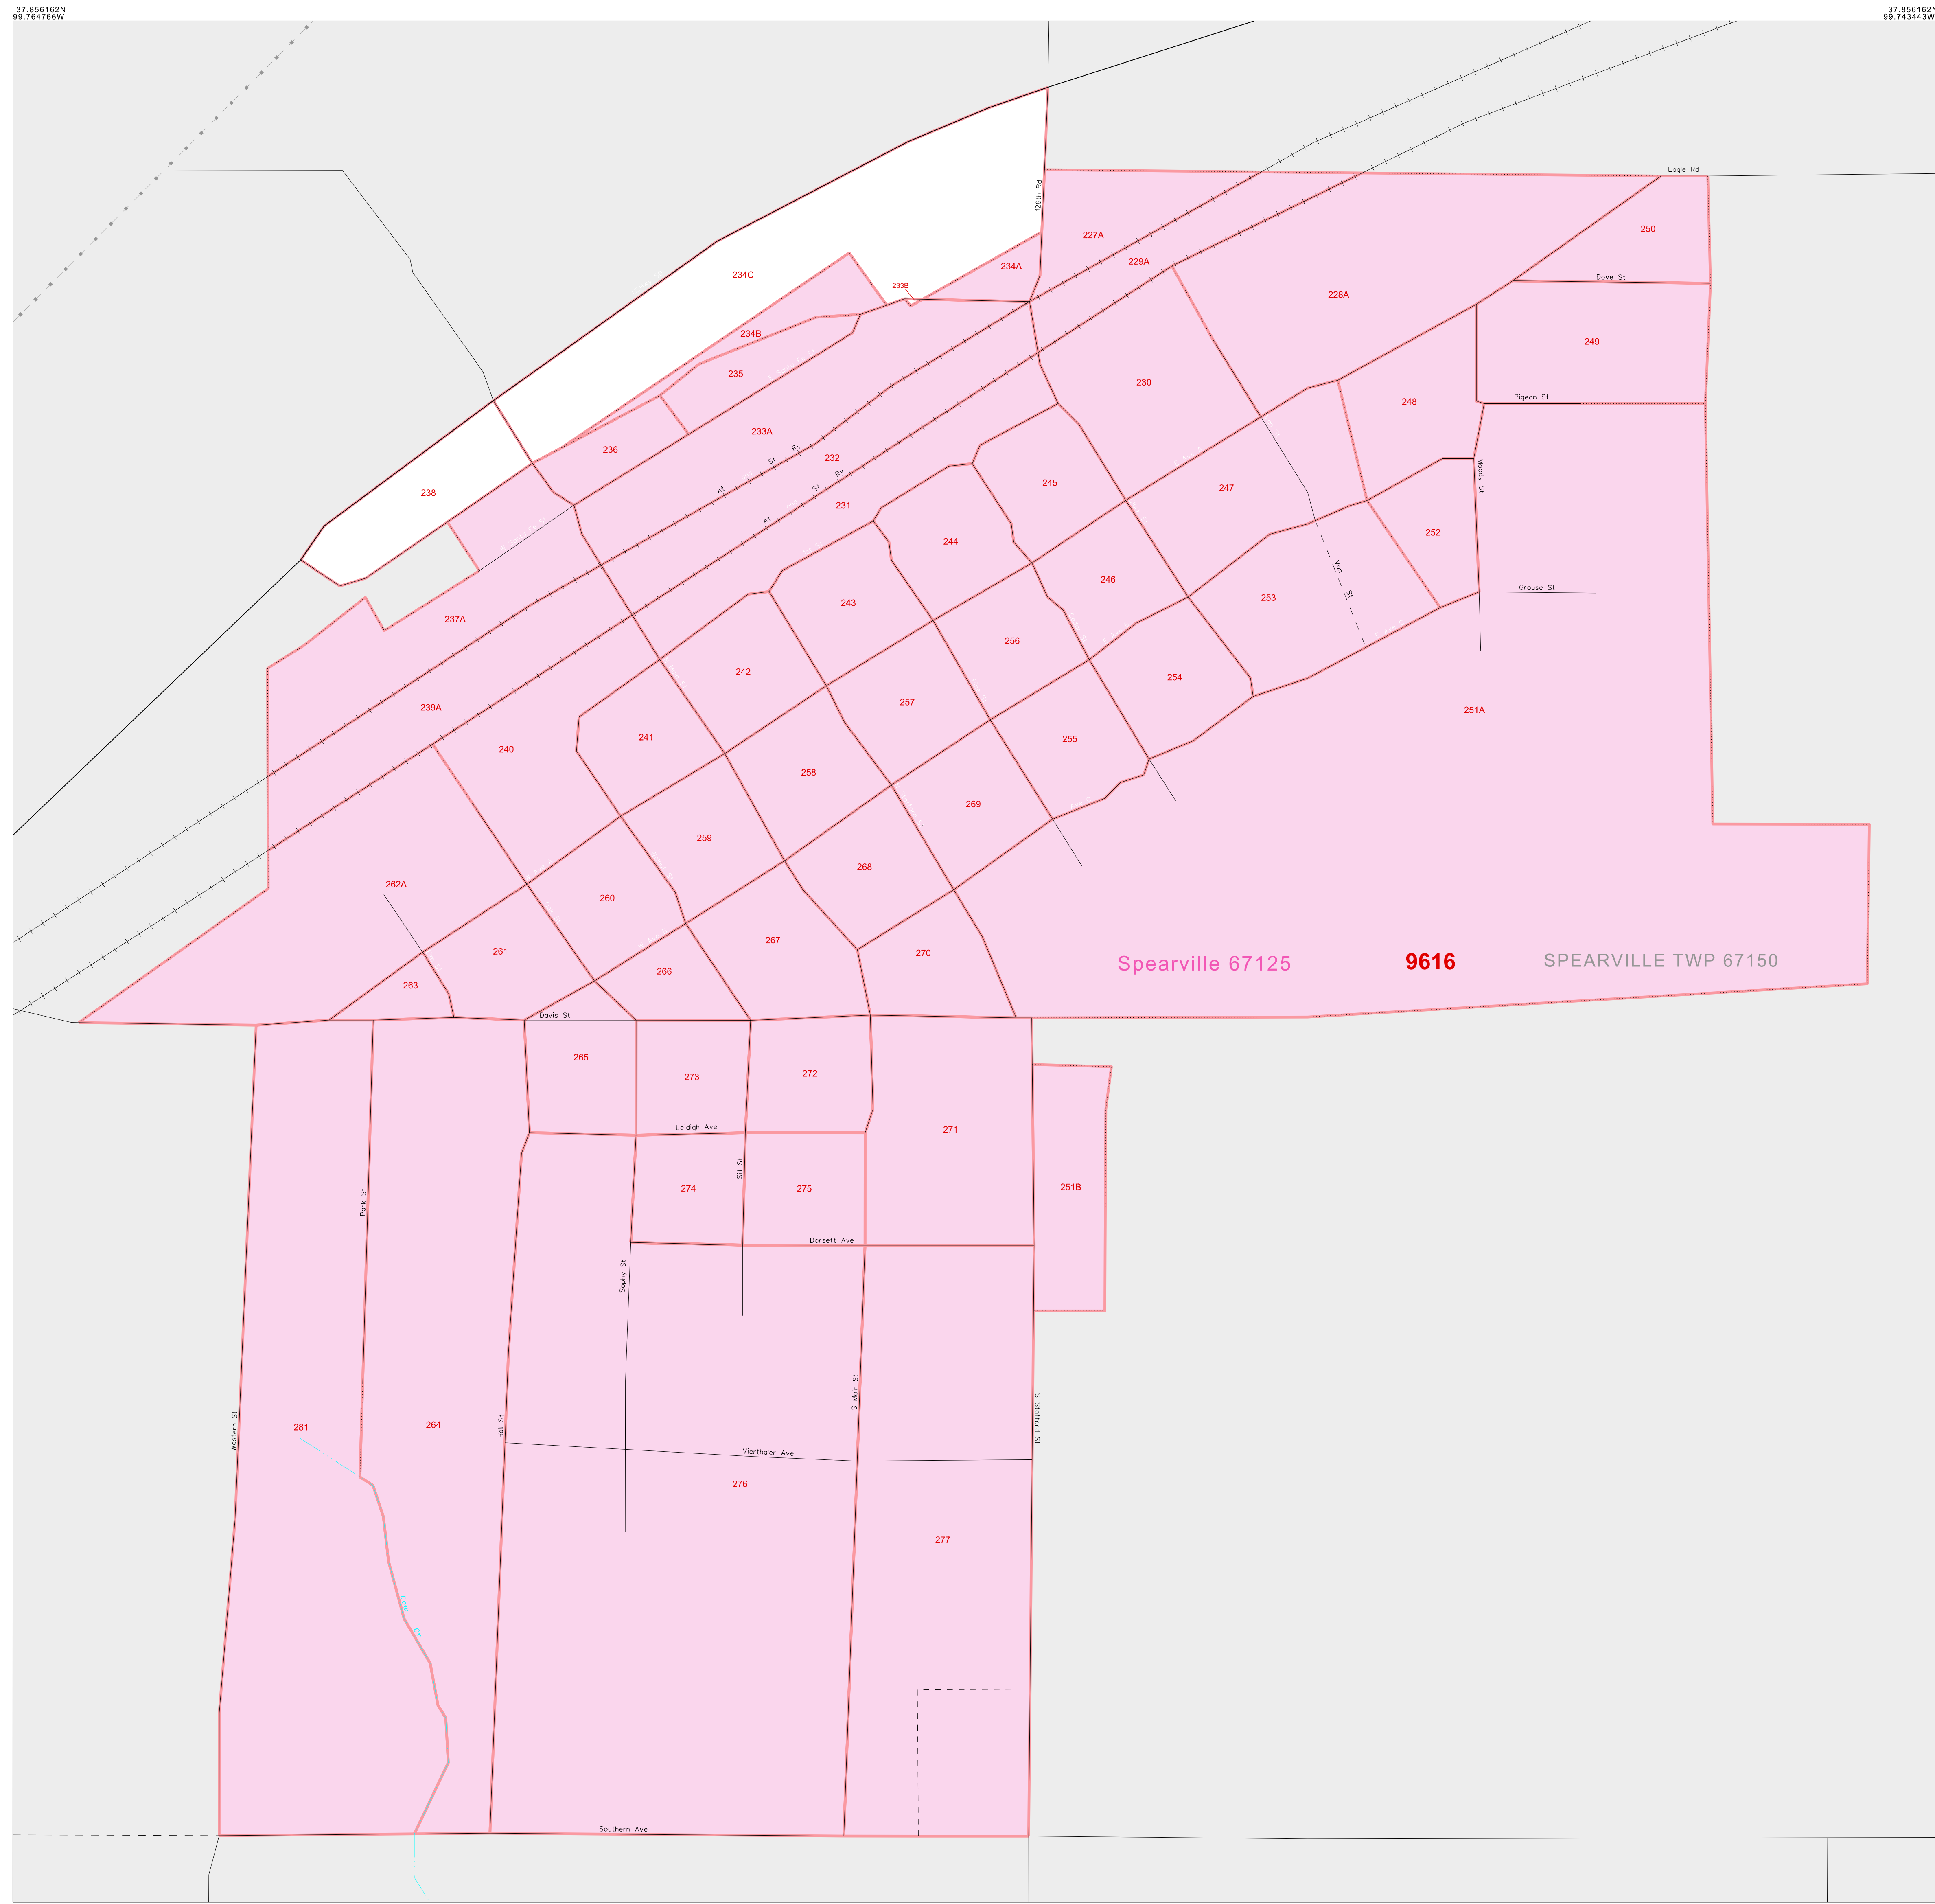 37.856162N
99.764766W
37.856162N
99.743443W
Eagle Rd
126th Rd
227A
250
229A
234C
234A
233B
Dove St
228A
234B
249
235
230
Pigeon St
248
233A
236
At Sf Ry
232
Moody St
245
247
238
At Sf Ry
231
252
244
Van St
246
Grouse St
253
243
237A
256
242
254
257
239A
251A
241
240
255
258
269
259
268
262A
260
267
261
270
Spearville 67125
9616
SPEARVILLE TWP 67150
266
263
Davis St
265
273
272
Leidigh Ave
271
Sill St
274
275
251B
Park St
Dorsett Ave
Sophy St
S Main St
S Stafford St
Western St
Hall St
281
264
Vierthaler Ave
276
277
Southern Ave